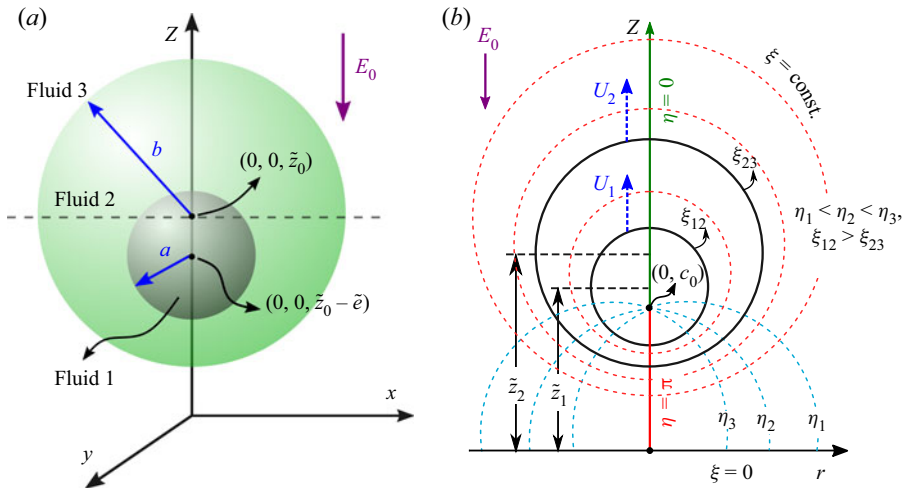 (a)
Z
E₀
Fluid 3
b
(0, 0, z̃₀)
Fluid 2
a
(0, 0, z̃₀ – ẽ)
Fluid 1
x
y
(b)
E₀
Z
ξ = const.
U₂
η = 0
ξ₂₃
U₁
ξ₁₂
η₁ < η₂ < η₃,
ξ₁₂ > ξ₂₃
(0, c₀)
z̃₂
z̃₁
η = π
η₃
η₂
η₁
ξ = 0
r